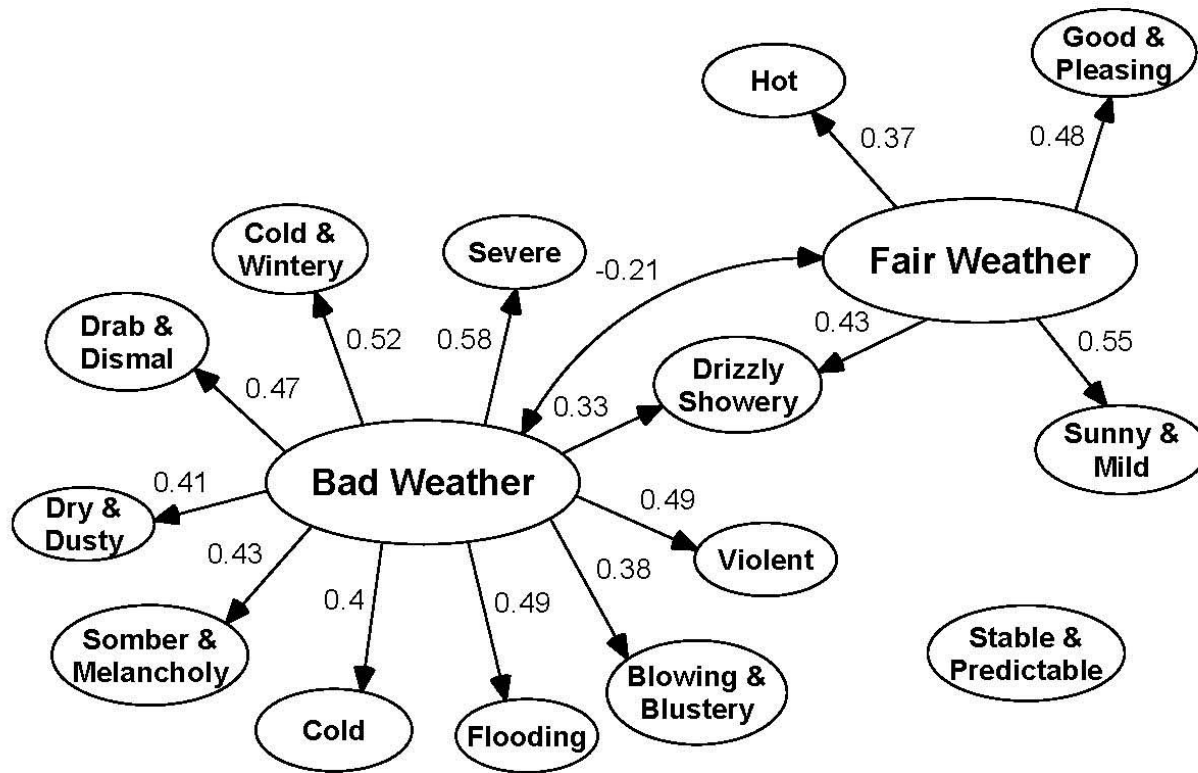 Good &
Pleasing
Hot
0.37
0.48
Cold &
Wintery
Severe
-0.21
Fair Weather
Drab &
Dismal
0.52
0.58
0.43
0.55
Drizzly
Showery
0.47
0.33
Sunny &
Mild
Bad Weather
0.41
Dry &
Dusty
0.49
Violent
0.43
0.4
0.49
0.38
Somber &
Melancholy
Stable &
Predictable
Blowing &
Blustery
Cold
Flooding